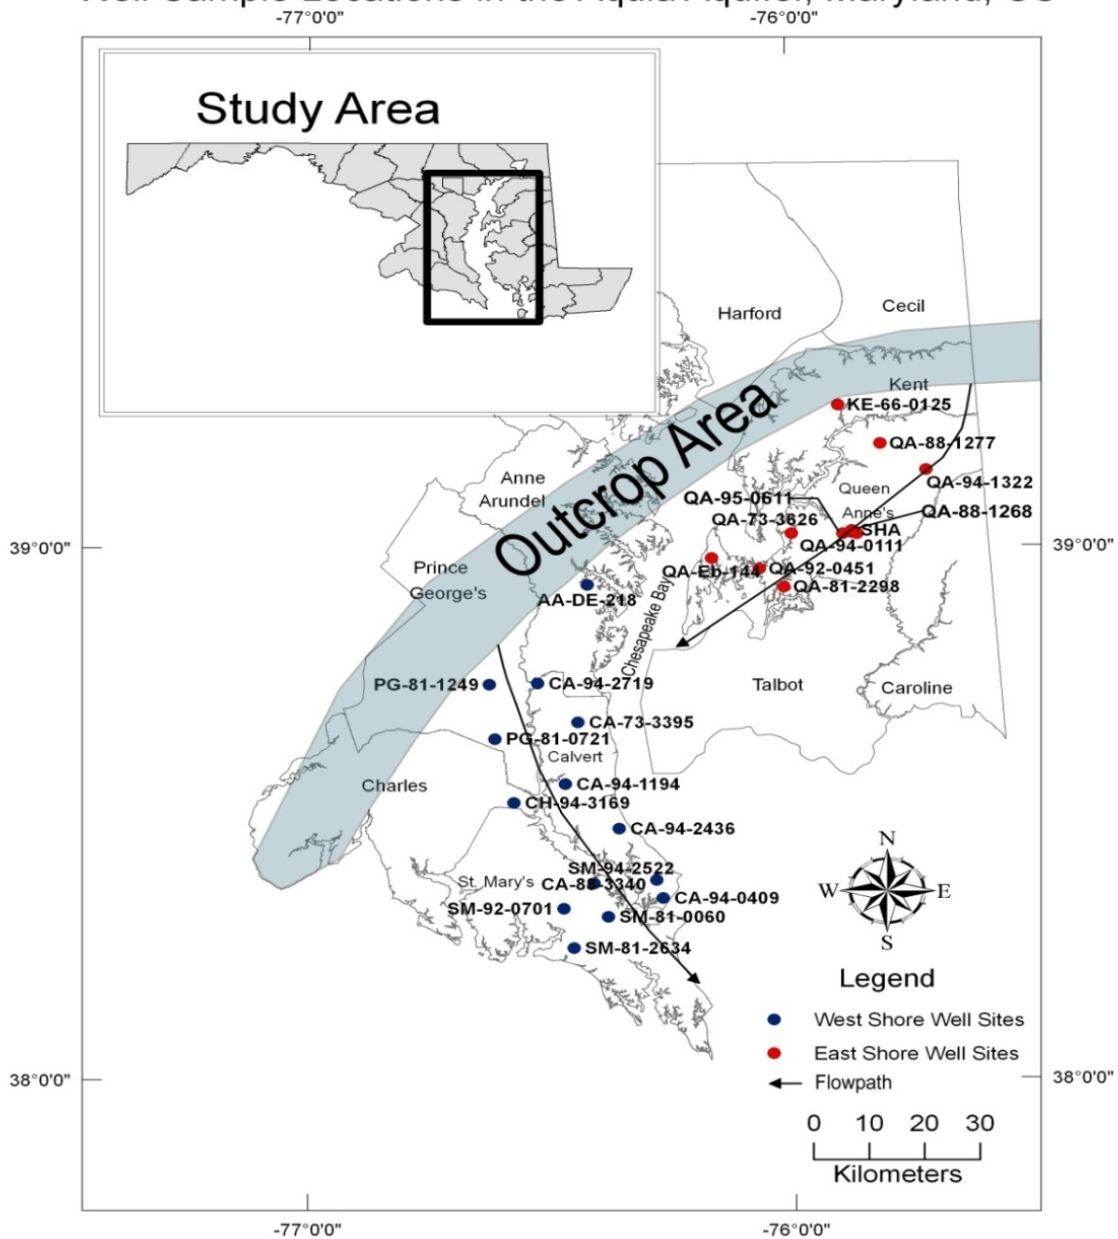 Well Sample Locations in the Aquia Aquifer, Maryland, US
-77°0'0"
-76°0'0"
Study Area
Harford
Cecil
Kent
KE-66-0125
QA-88-1277
QA-94-1322
Outcrop Area
Anne
Arundel
Queen
Anne's
QA-95-0611
QA-88-1268
QA-73-3626
SHA
QA-94-0111
39°0'0"
39°0'0"
QA-Eb-144
QA-92-0451
QA-81-2298
Prince
George's
AA-DE-218
Chesapeake Bay
PG-81-1249
CA-94-2719
Talbot
Caroline
CA-73-3395
PG-81-0721
Calvert
Charles
CA-94-1194
CH-94-3169
CA-94-2436
SM-94-2522
St. Mary's
CA-88-3340
CA-94-0409
SM-92-0701
SM-81-0060
SM-81-2634
N
W
E
S
Legend
West Shore Well Sites
East Shore Well Sites
Flowpath
38°0'0"
38°0'0"
0 10 20 30
Kilometers
-77°0'0"
-76°0'0"